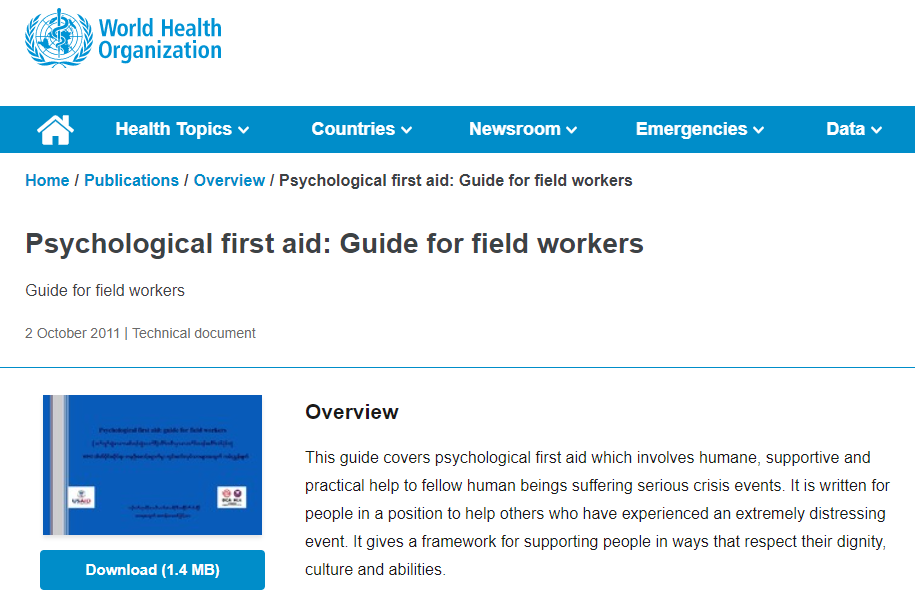 World Health
Organization
Health Topics
Countries
Newsroom
Emergencies
Data
Home / Publications / Overview / Psychological first aid: Guide for field workers
Psychological first aid: Guide for field workers
Guide for field workers
2 October 2011 | Technical document
Psychological first aid: guide for field workers
USAID
Overview
This guide covers psychological first aid which involves humane, supportive and
practical help to fellow human beings suffering serious crisis events. It is written for
people in a position to help others who have experienced an extremely distressing
event. It gives a framework for supporting people in ways that respect their dignity,
culture and abilities.
Download (1.4 MB)